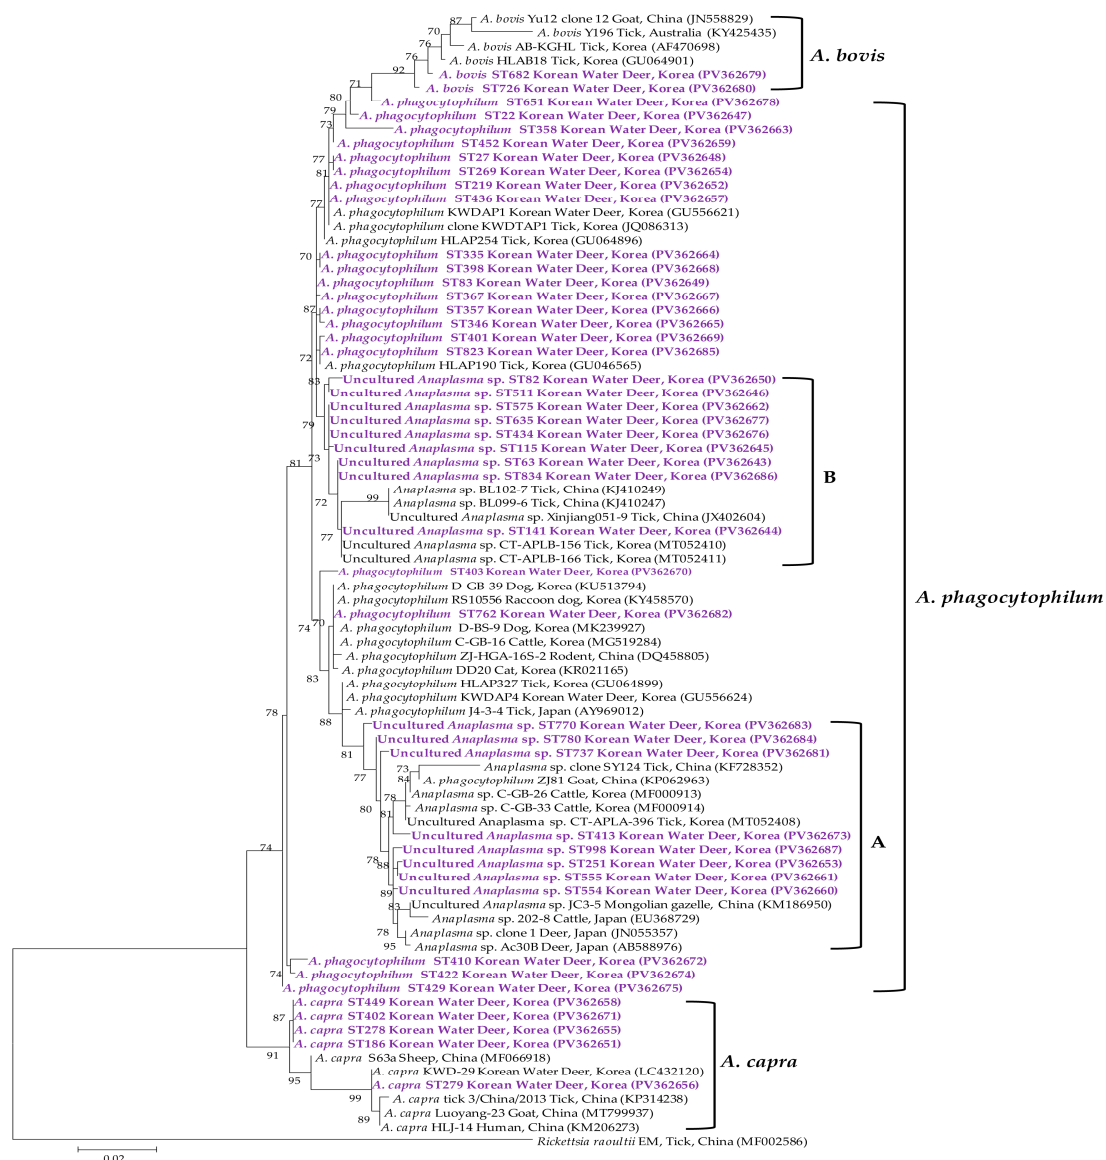 87 A. bovis Yu12 clone 12 Goat, China (JN558829)
70 A. bovis Y196 Tick, Australia (KY425435)
76 A. bovis AB-KGHL Tick, Korea (AF470698)
76 A. bovis HLAB18 Tick, Korea (GU064901)
A. bovis
92 A. bovis ST682 Korean Water Deer, Korea (PV362679)
71 A. bovis ST726 Korean Water Deer, Korea (PV362680)
80 A. phagocytophilum ST651 Korean Water Deer, Korea (PV362678)
79 A. phagocytophilum ST22 Korean Water Deer, Korea (PV362647)
73 A. phagocytophilum ST358 Korean Water Deer, Korea (PV362663)
A. phagocytophilum ST452 Korean Water Deer, Korea (PV362659)
77 A. phagocytophilum ST27 Korean Water Deer, Korea (PV362648)
81 A. phagocytophilum ST269 Korean Water Deer, Korea (PV362654)
A. phagocytophilum ST219 Korean Water Deer, Korea (PV362652)
77 A. phagocytophilum ST436 Korean Water Deer, Korea (PV362657)
A. phagocytophilum KWDAP1 Korean Water Deer, Korea (GU556621)
A. phagocytophilum clone KWDTAP1 Tick, Korea (JQ086313)
A. phagocytophilum HLAP254 Tick, Korea (GU064896)
70 A. phagocytophilum ST335 Korean Water Deer, Korea (PV362664)
A. phagocytophilum ST398 Korean Water Deer, Korea (PV362668)
A. phagocytophilum ST83 Korean Water Deer, Korea (PV362649)
A. phagocytophilum ST367 Korean Water Deer, Korea (PV362667)
87 A. phagocytophilum ST357 Korean Water Deer, Korea (PV362666)
A. phagocytophilum ST346 Korean Water Deer, Korea (PV362665)
A. phagocytophilum ST401 Korean Water Deer, Korea (PV362669)
72 A. phagocytophilum ST823 Korean Water Deer, Korea (PV362685)
A. phagocytophilum HLAP190 Tick, Korea (GU046565)
83 Uncultured Anaplasma sp. ST82 Korean Water Deer, Korea (PV362650)
Uncultured Anaplasma sp. ST511 Korean Water Deer, Korea (PV362646)
Uncultured Anaplasma sp. ST575 Korean Water Deer, Korea (PV362662)
79 Uncultured Anaplasma sp. ST635 Korean Water Deer, Korea (PV362677)
Uncultured Anaplasma sp. ST434 Korean Water Deer, Korea (PV362676)
73 Uncultured Anaplasma sp. ST115 Korean Water Deer, Korea (PV362645)
81 Uncultured Anaplasma sp. ST63 Korean Water Deer, Korea (PV362643)
Uncultured Anaplasma sp. ST834 Korean Water Deer, Korea (PV362686)
B
Anaplasma sp. BL102-7 Tick, China (KJ410249)
72 99 Anaplasma sp. BL099-6 Tick, China (KJ410247)
Uncultured Anaplasma sp. Xinjiang051-9 Tick, China (JX402604)
77 Uncultured Anaplasma sp. ST141 Korean Water Deer, Korea (PV362644)
Uncultured Anaplasma sp. CT-APLB-156 Tick, Korea (MT052410)
Uncultured Anaplasma sp. CT-APLB-166 Tick, Korea (MT052411)
A. phagocytophilum ST403 Korean Water Deer, Korea (PV362670)
A. phagocytophilum D-GB-39 Dog, Korea (KU513794)
A. phagocytophilum RS10556 Raccoon dog, Korea (KY458570)
A. phagocytophilum
A. phagocytophilum ST762 Korean Water Deer, Korea (PV362682)
74 70 A. phagocytophilum D-BS-9 Dog, Korea (MK239927)
A. phagocytophilum C-GB-16 Cattle, Korea (MG519284)
A. phagocytophilum ZJ-HGA-16S-2 Rodent, China (DQ458805)
83 A. phagocytophilum DD20 Cat, Korea (KR021165)
A. phagocytophilum HLAP327 Tick, Korea (GU064899)
A. phagocytophilum KWDAP4 Korean Water Deer, Korea (GU556624)
78 88 A. phagocytophilum J4-3-4 Tick, Japan (AY969012)
Uncultured Anaplasma sp. ST770 Korean Water Deer, Korea (PV362683)
Uncultured Anaplasma sp. ST780 Korean Water Deer, Korea (PV362684)
81 Uncultured Anaplasma sp. ST737 Korean Water Deer, Korea (PV362681)
77 73 Anaplasma sp. clone SY124 Tick, China (KF728352)
84 A. phagocytophilum ZJ81 Goat, China (KP062963)
78 Anaplasma sp. C-GB-26 Cattle, Korea (MF000913)
80 Anaplasma sp. C-GB-33 Cattle, Korea (MF000914)
81 Uncultured Anaplasma sp. CT-APLA-396 Tick, Korea (MT052408)
Uncultured Anaplasma sp. ST413 Korean Water Deer, Korea (PV362673)
A
74 Uncultured Anaplasma sp. ST998 Korean Water Deer, Korea (PV362687)
78 88 Uncultured Anaplasma sp. ST251 Korean Water Deer, Korea (PV362653)
Uncultured Anaplasma sp. ST555 Korean Water Deer, Korea (PV362661)
89 Uncultured Anaplasma sp. ST554 Korean Water Deer, Korea (PV362660)
83 Uncultured Anaplasma sp. JC3-5 Mongolian gazelle, China (KM186950)
Anaplasma sp. 202-8 Cattle, Japan (EU368729)
78 Anaplasma sp. clone 1 Deer, Japan (JN055357)
95 Anaplasma sp. Ac30B Deer, Japan (AB588976)
A. phagocytophilum ST410 Korean Water Deer, Korea (PV362672)
74 A. phagocytophilum ST422 Korean Water Deer, Korea (PV362674)
A. phagocytophilum ST429 Korean Water Deer, Korea (PV362675)
A. capra ST449 Korean Water Deer, Korea (PV362658)
87 A. capra ST402 Korean Water Deer, Korea (PV362671)
A. capra ST278 Korean Water Deer, Korea (PV362655)
A. capra ST186 Korean Water Deer, Korea (PV362651)
91 A. capra S63a Sheep, China (MF066918)
A. capra
A. capra KWD-29 Korean Water Deer, Korea (LC432120)
95 A. capra ST279 Korean Water Deer, Korea (PV362656)
99 A. capra tick 3/China/2013 Tick, China (KP314238)
A. capra Luoyang-23 Goat, China (MT799937)
89 A. capra HLJ-14 Human, China (KM206273)
Rickettsia raoultii EM, Tick, China (MF002586)
0.02